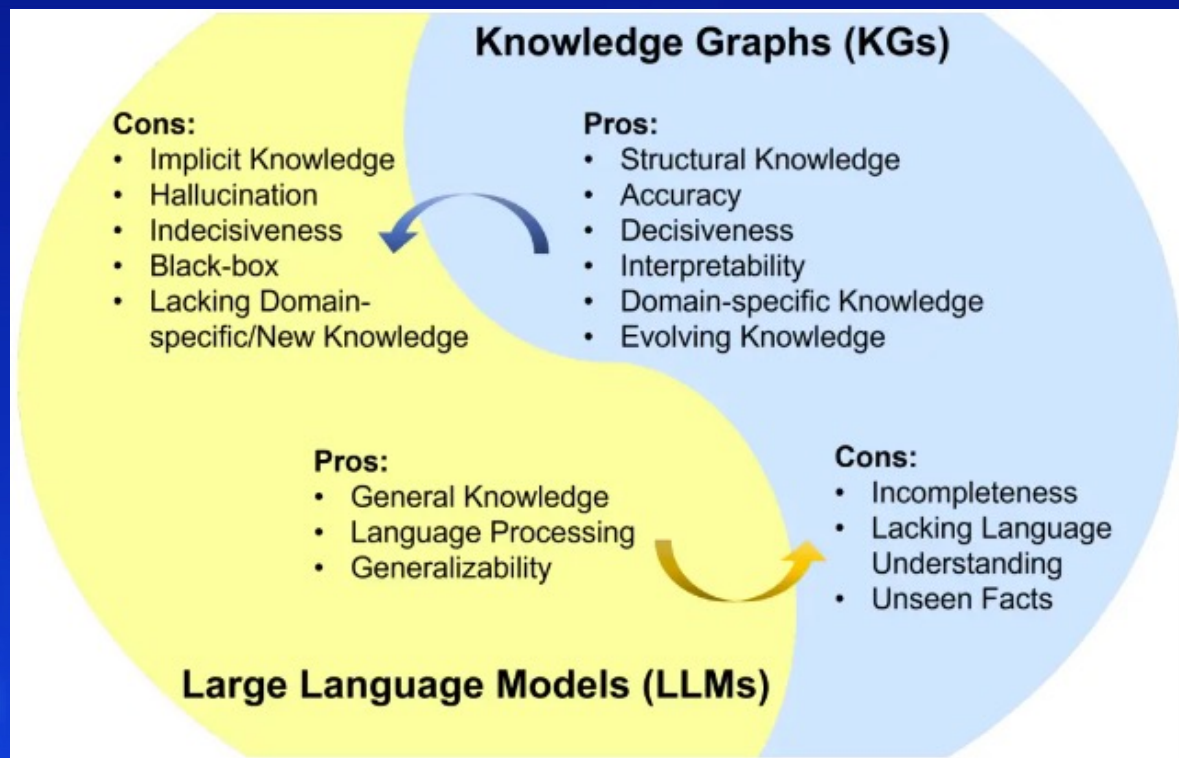 Knowledge Graphs (KGs)
Cons:
• Implicit Knowledge
• Hallucination
• Indecisiveness
• Black-box
• Lacking Domain-
specific/New Knowledge
Pros:
• Structural Knowledge
• Accuracy
• Decisiveness
• Interpretability
• Domain-specific Knowledge
• Evolving Knowledge
Pros:
• General Knowledge
• Language Processing
• Generalizability
Cons:
• Incompleteness
• Lacking Language
Understanding
• Unseen Facts
Large Language Models (LLMs)